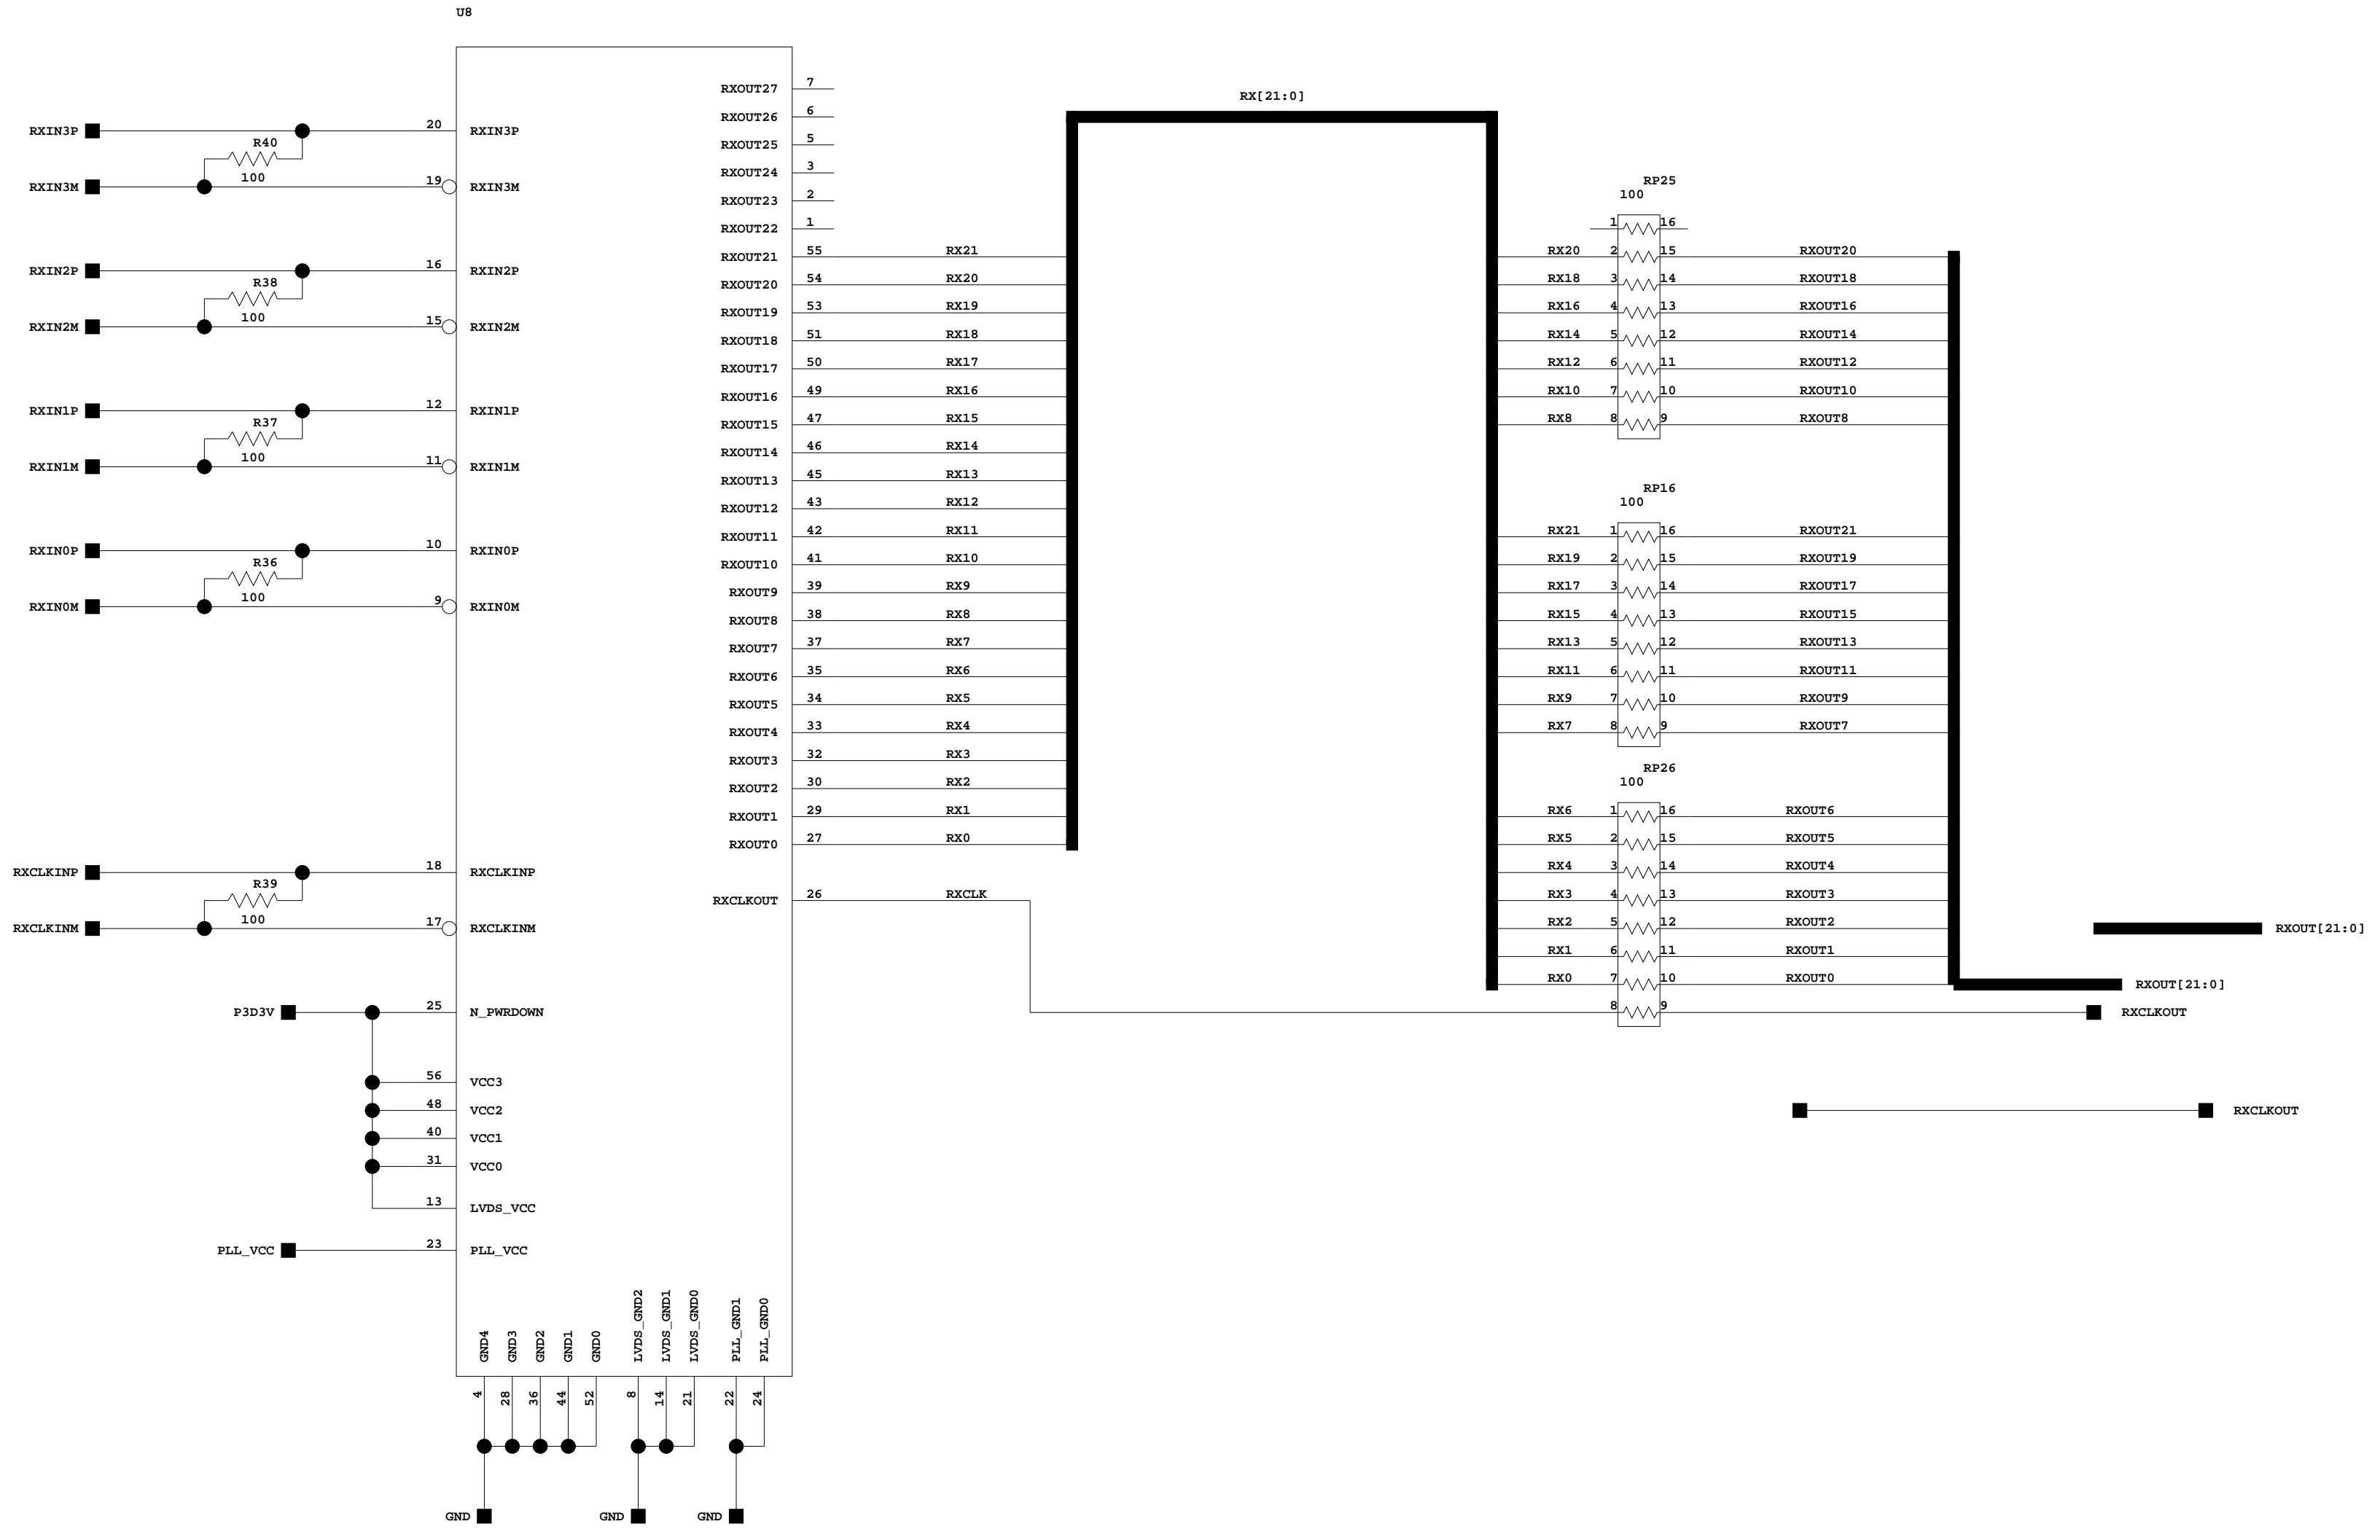 U8
RXOUT27 7
RX[21:0]
RXOUT26 6
RXIN3P 20 RXIN3P
R40
RXOUT25 5
RXOUT24 3
100
RXIN3M 19 RXIN3M
RP25
100
RXOUT23 2
RXOUT22 1
1 16
RXOUT21 55 RX21
RX20 2 15 RXOUT20
RXIN2P 16 RXIN2P
R38
RXOUT20 54 RX20
RX18 3 14 RXOUT18
RXOUT19 53 RX19
RX16 4 13 RXOUT16
100
RXIN2M 15 RXIN2M
RXOUT18 51 RX18
RX14 5 12 RXOUT14
RXOUT17 50 RX17
RX12 6 11 RXOUT12
RXOUT16 49 RX16
RX10 7 10 RXOUT10
RXIN1P 12 RXIN1P
R37
RXOUT15 47 RX15
RX8 8 9 RXOUT8
RXOUT14 46 RX14
100
RXIN1M 11 RXIN1M
RXOUT13 45 RX13
RP16
100
RXOUT12 43 RX12
RXOUT11 42 RX11
RX21 1 16 RXOUT21
RXIN0P 10 RXIN0P
R36
RXOUT10 41 RX10
RX19 2 15 RXOUT19
RXOUT9 39 RX9
RX17 3 14 RXOUT17
100
RXIN0M 9 RXIN0M
RXOUT8 38 RX8
RX15 4 13 RXOUT15
RXOUT7 37 RX7
RX13 5 12 RXOUT13
RXOUT6 35 RX6
RX11 6 11 RXOUT11
RXOUT5 34 RX5
RX9 7 10 RXOUT9
RXOUT4 33 RX4
RX7 8 9 RXOUT7
RXOUT3 32 RX3
RP26
100
RXOUT2 30 RX2
RXOUT1 29 RX1
RX6 1 16 RXOUT6
RXOUT0 27 RX0
RX5 2 15 RXOUT5
RXCLKINP 18 RXCLKINP
R39
RX4 3 14 RXOUT4
RXCLKOUT 26 RXCLK
RX3 4 13 RXOUT3
100
RXCLKINM 17 RXCLKINM
RX2 5 12 RXOUT2
RXOUT[21:0]
RX1 6 11 RXOUT1
RX0 7 10 RXOUT0
RXOUT[21:0]
P3D3V 25 N_PWRDOWN
8 9 RXCLKOUT
56 VCC3
48 VCC2
RXCLKOUT
40 VCC1
31 VCC0
13 LVDS_VCC
PLL_VCC 23 PLL_VCC
GND4 GND3 GND2 GND1 GND0 LVDS_GND2 LVDS_GND1 LVDS_GND0 PLL_GND1 PLL_GND0
4 28 36 44 52 8 14 21 22 24
GND GND GND